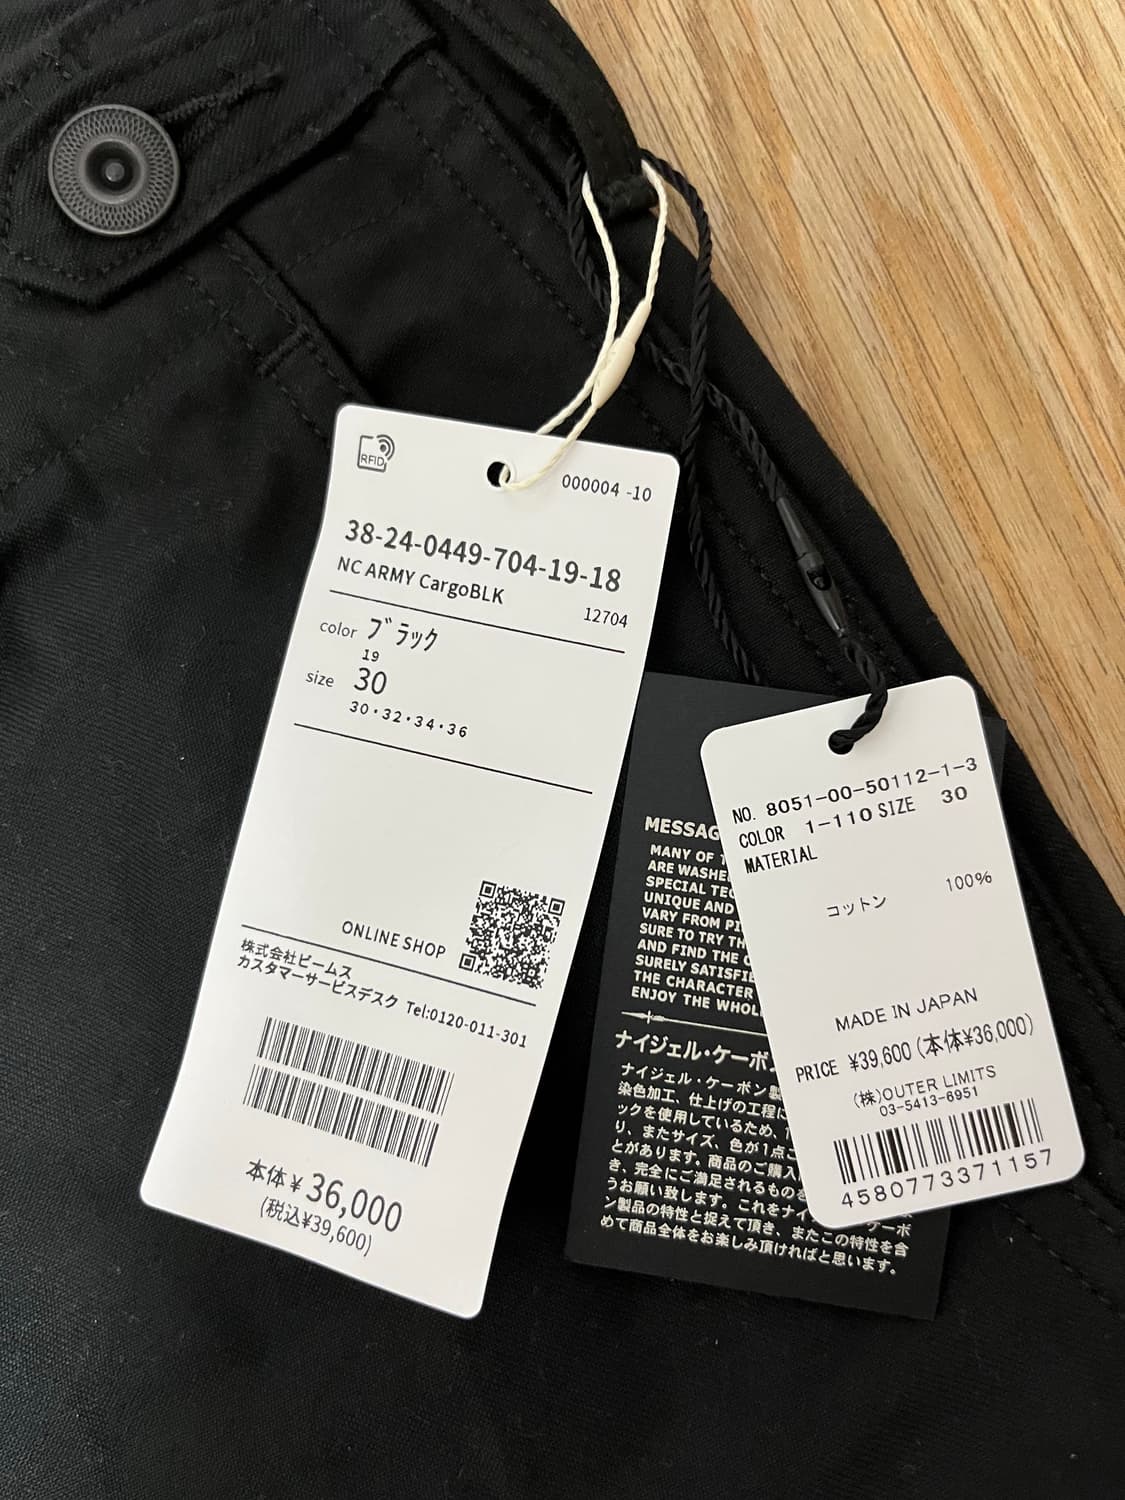 RFID
000004 -10
38-24-0449-704-19-18
NC ARMY CargoBLK
12704
color ブラック
19
size 30
30・32・34・36
ONLINE SHOP
株式会社ビームス
カスタマーサービスデスク Tel:0120-011-301
本体¥36,000
(税込¥39,600)
MESSAG
MANY OF
ARE WASHE
SPECIAL TEC
UNIQUE AND
VARY FROM PI
SURE TO TRY TH
AND FIND THE
SURELY SATISFIE
THE CHARACTER
ENJOY THE WHOL
ナイジェル・ケーボン
ナイジェル・ケーボン製
染色加工、仕上げの工程に
ックを使用しているため、
り、またサイズ、色が1点こ
とがあります。商品のご購入
き、完全にご満足されるものを
うお願い致します。これをナイ ケーボ
ン製品の特性と捉えて頂き、またこの特性を含
めて商品全体をお楽しみ頂ければと思います。
NO. 8051-00-50112-1-3
COLOR 1-110 SIZE 30
MATERIAL
コットン 100%
MADE IN JAPAN
PRICE ¥39,600(本体¥36,000)
(株)OUTER LIMITS
03-5413-6951
4580773371157